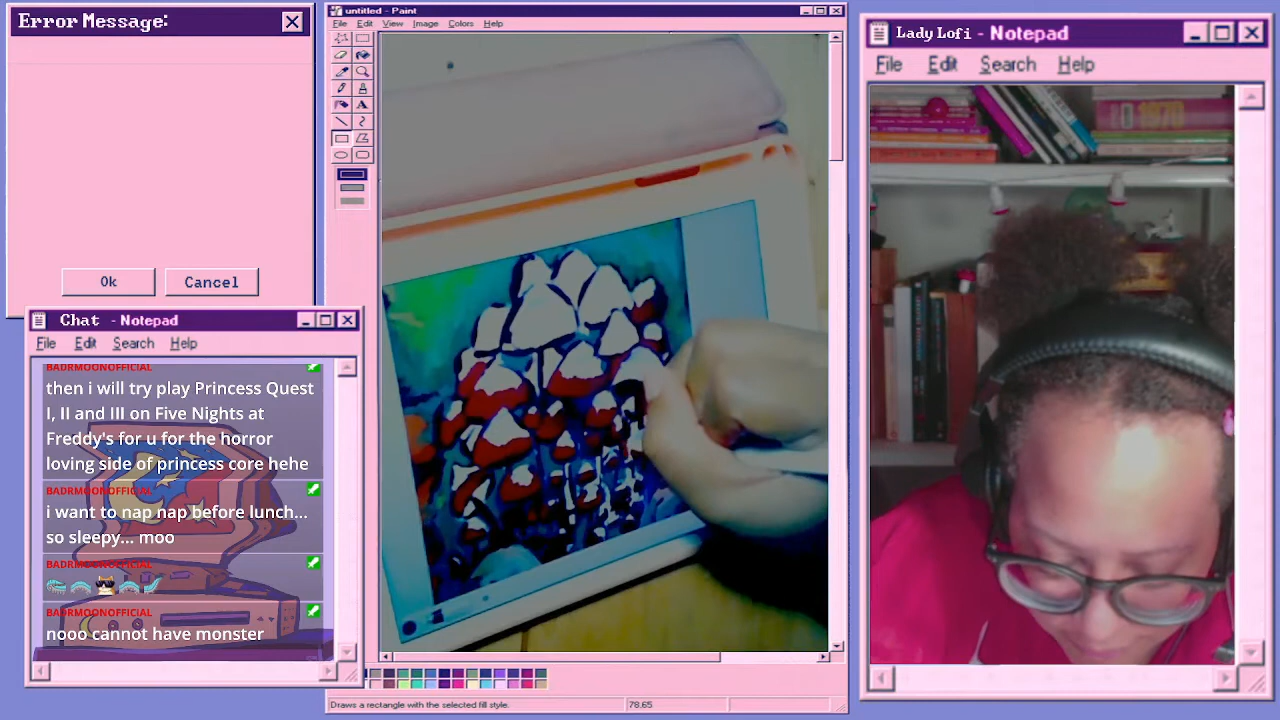 Error Message:
Ok
Cancel
untitled - Paint
File Edit View Image Colors Help
Draws a rectangle with the selected fill style.
78.65
Lady Lofi - Notepad
File Edit Search Help
1970
Chat - Notepad
File Edit Search Help
BADRMOONOFFICIAL
then i will try play Princess Quest
I, II and III on Five Nights at
Freddy's for u for the horror
loving side of princess core hehe
BADRMOONOFFICIAL
i want to nap nap before lunch...
so sleepy... moo
BADRMOONOFFICIAL
BADRMOONOFFICIAL
nooo cannot have monster